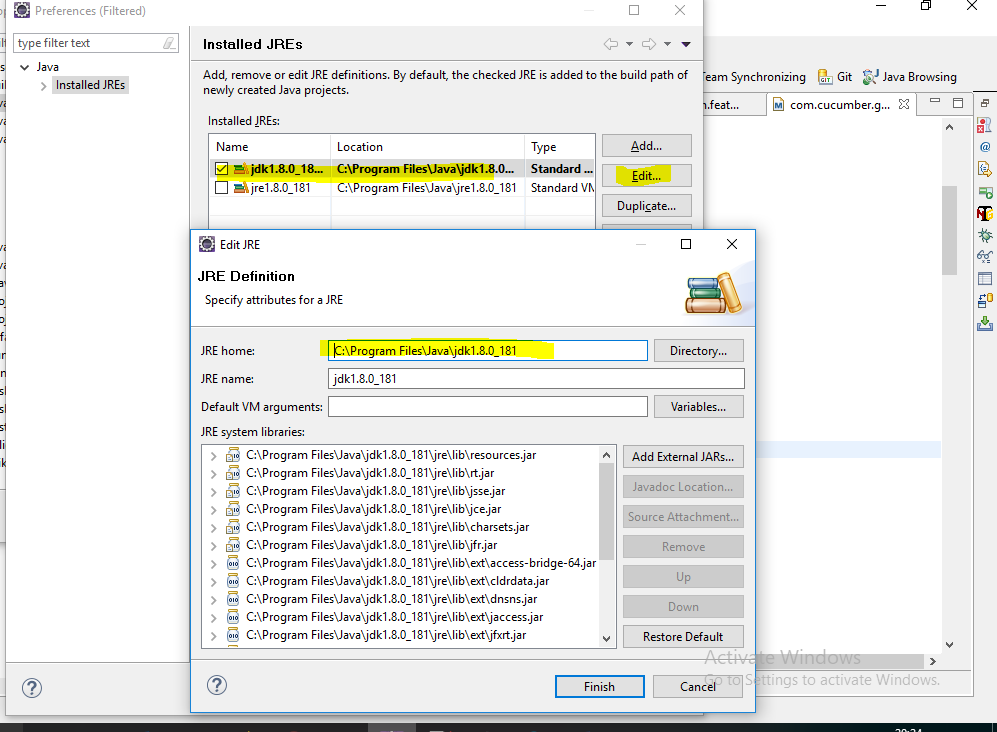 Preferences (Filtered)
type filter text
Java
Installed JREs
Installed JREs
Add, remove or edit JRE definitions. By default, the checked JRE is added to the build path of
newly created Java projects.
Installed JREs:
Name Location Type
jdk1.8.0_18... C:\Program Files\Java\jdk1.8.0... Standard ...
jre1.8.0_181 C:\Program Files\Java\jre1.8.0_181 Standard VM
Add...
Edit...
Duplicate...
Team Synchronizing Git Java Browsing
n.feat... com.cucumber.g...
Edit JRE
JRE Definition
Specify attributes for a JRE
JRE home: C:\Program Files\Java\jdk1.8.0_181 Directory...
JRE name: jdk1.8.0_181
Default VM arguments: Variables...
JRE system libraries:
C:\Program Files\Java\jdk1.8.0_181\jre\lib\resources.jar
C:\Program Files\Java\jdk1.8.0_181\jre\lib\rt.jar
C:\Program Files\Java\jdk1.8.0_181\jre\lib\jsse.jar
C:\Program Files\Java\jdk1.8.0_181\jre\lib\jce.jar
C:\Program Files\Java\jdk1.8.0_181\jre\lib\charsets.jar
C:\Program Files\Java\jdk1.8.0_181\jre\lib\jfr.jar
C:\Program Files\Java\jdk1.8.0_181\jre\lib\ext\access-bridge-64.jar
C:\Program Files\Java\jdk1.8.0_181\jre\lib\ext\cldrdata.jar
C:\Program Files\Java\jdk1.8.0_181\jre\lib\ext\dnsns.jar
C:\Program Files\Java\jdk1.8.0_181\jre\lib\ext\jaccess.jar
C:\Program Files\Java\jdk1.8.0_181\jre\lib\ext\jfxrt.jar
Add External JARs...
Javadoc Location...
Source Attachment...
Remove
Up
Down
Restore Default
Finish Cancel
Activate Windows
Go to Settings to activate Windows.